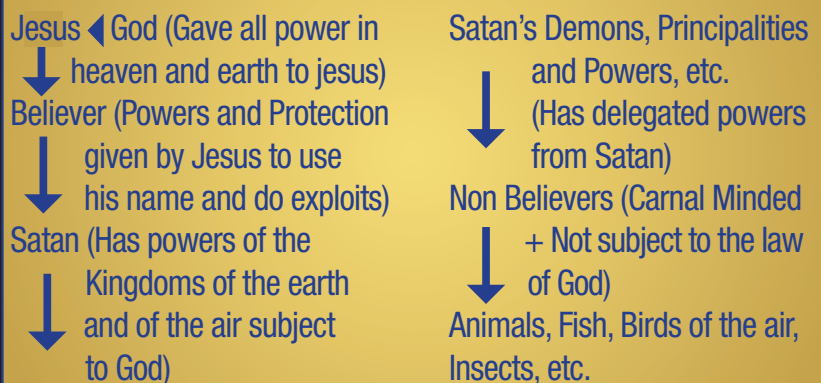 Jesus God (Gave all power in
heaven and earth to jesus)
Believer (Powers and Protection
given by Jesus to use
his name and do exploits)
Satan (Has powers of the
Kingdoms of the earth
and of the air subject
to God)
Satan’s Demons, Principalities
and Powers, etc.
(Has delegated powers
from Satan)
Non Believers (Carnal Minded
+ Not subject to the law
of God)
Animals, Fish, Birds of the air,
Insects, etc.